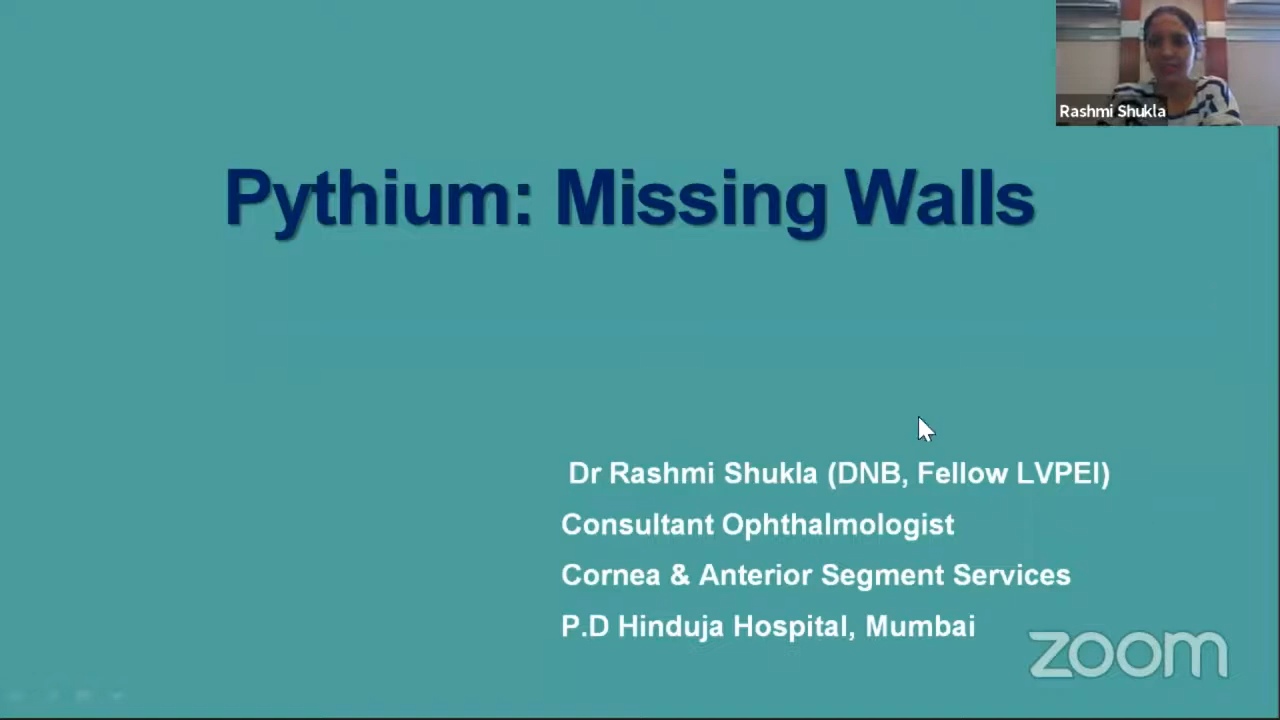 Rashmi Shukla
Pythium: Missing Walls
Dr Rashmi Shukla (DNB, Fellow LVPEI)
Consultant Ophthalmologist
Cornea & Anterior Segment Services
P.D Hinduja Hospital, Mumbai
zoom